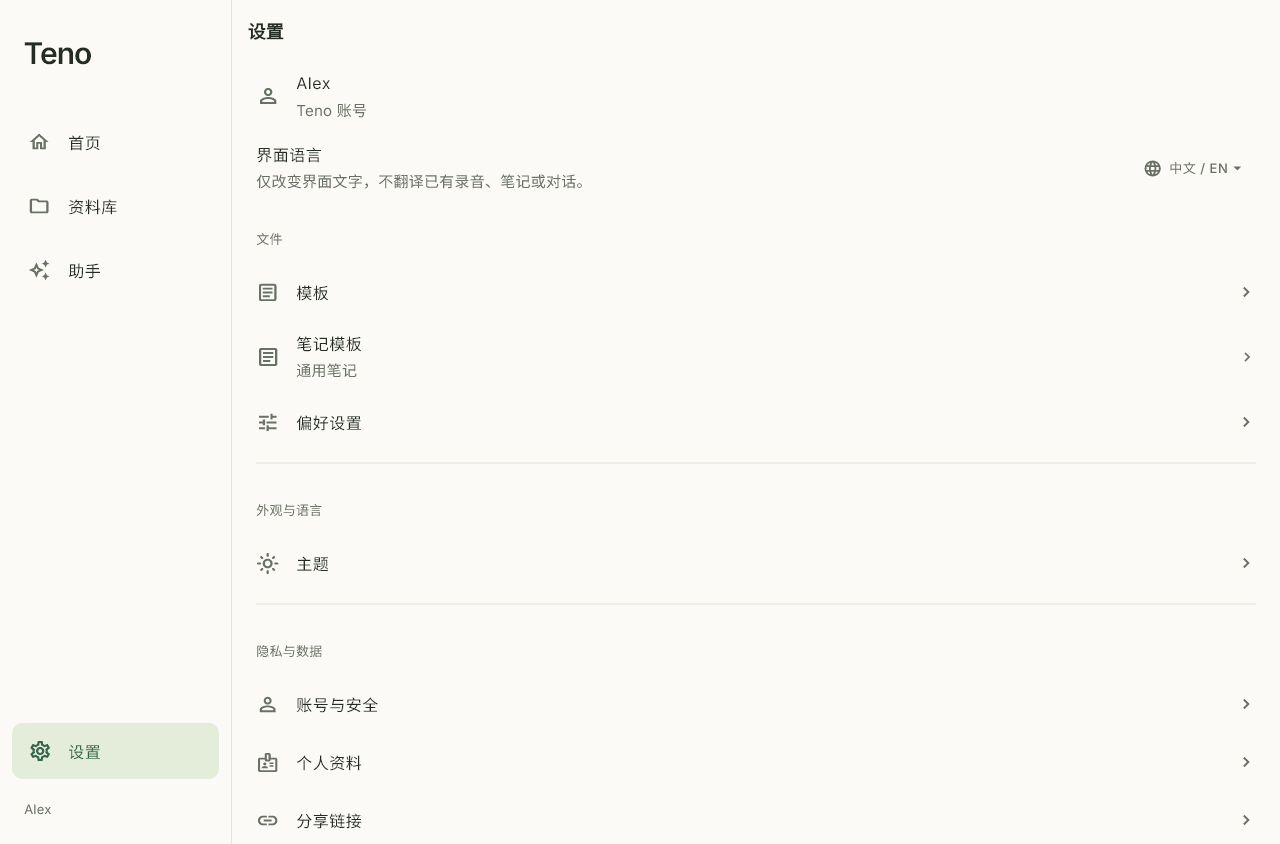 Teno
首页
资料库
助手
设置
Alex
设置
Alex
Teno 账号
界面语言
仅改变界面文字，不翻译已有录音、笔记或对话。
中文 / EN
文件
模板
笔记模板
通用笔记
偏好设置
外观与语言
主题
隐私与数据
账号与安全
个人资料
分享链接